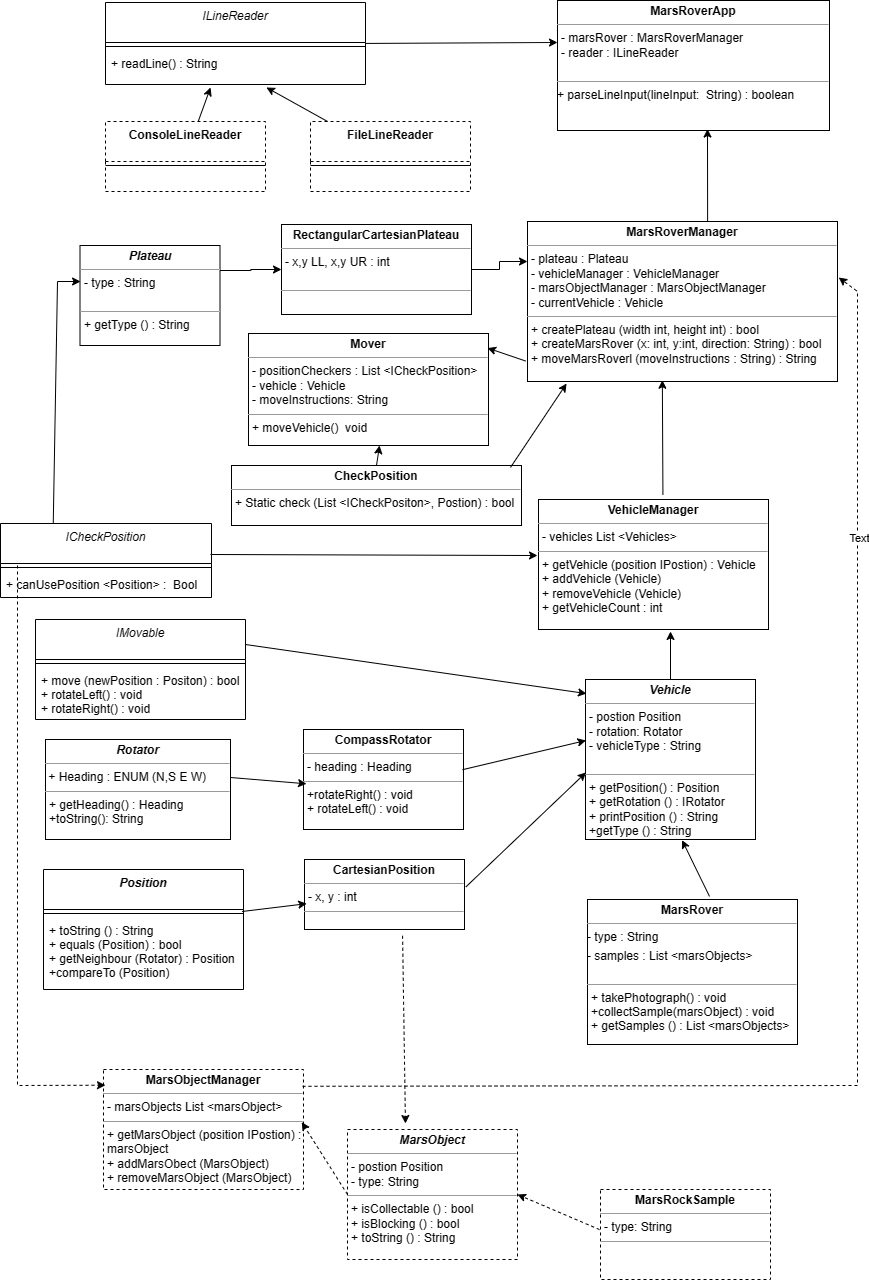 ILineReader
+ readLine() : String
MarsRoverApp
- marsRover : MarsRoverManager
- reader : ILineReader
+ parseLineInput(lineInput:  String) : boolean
ConsoleLineReader
FileLineReader
Plateau
- type : String
+ getType () : String
RectangularCartesianPlateau
- x,y LL, x,y UR : int
MarsRoverManager
- plateau : Plateau
- vehicleManager : VehicleManager
- marsObjectManager : MarsObjectManager
- currentVehicle : Vehicle
+ createPlateau (width int, height int) : bool
+ createMarsRover (x: int, y:int, direction: String) : bool
+ moveMarsRoverl (moveInstructions : String) : String
Mover
- positionCheckers : List <ICheckPosition>
- vehicle : Vehicle
- moveInstructions: String
+ moveVehicle()  void
CheckPosition
+ Static check (List <ICheckPositon>, Postion) : bool
ICheckPosition
+ canUsePosition <Position> :  Bool
VehicleManager
- vehicles List <Vehicles>
+ getVehicle (position IPostion) : Vehicle
+ addVehicle (Vehicle)
+ removeVehicle (Vehicle)
+ getVehicleCount : int
Text
IMovable
+ move (newPosition : Positon) : bool
+ rotateLeft() : void
+ rotateRight() : void
Vehicle
- postion Position
- rotation: Rotator
- vehicleType : String
+ getPosition() : Position
+ getRotation () : IRotator
+ printPosition () : String
+getType () : String
Rotator
+ Heading : ENUM (N,S E W)
+ getHeading() : Heading
+toString(): String
CompassRotator
- heading : Heading
+rotateRight() : void
+ rotateLeft() : void
Position
+ toString () : String
+ equals (Position) : bool
+ getNeighbour (Rotator) : Position
+compareTo (Position)
CartesianPosition
- x, y : int
MarsRover
- type : String
- samples : List <marsObjects>
+ takePhotograph() : void
+collectSample(marsObject) : void
+ getSamples () : List <marsObjects>
MarsObjectManager
- marsObjects List <marsObject>
+ getMarsObject (position IPostion) :
marsObject
+ addMarsObect (MarsObject)
+ removeMarsObject (MarsObject)
MarsObject
- postion Position
- type: String
+ isCollectable () : bool
+ isBlocking () : bool
+ toString () : String
MarsRockSample
- type: String